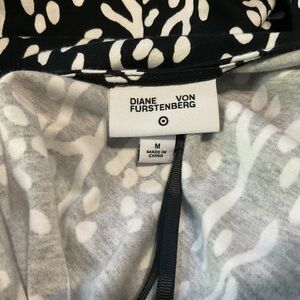 DIANE VON
FURSTENBERG
M
MADE IN
CHINA